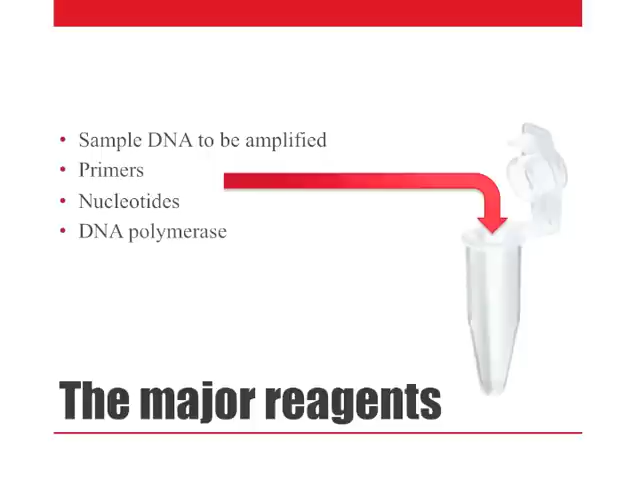 • Sample DNA to be amplified
• Primers
• Nucleotides
• DNA polymerase
The major reagents